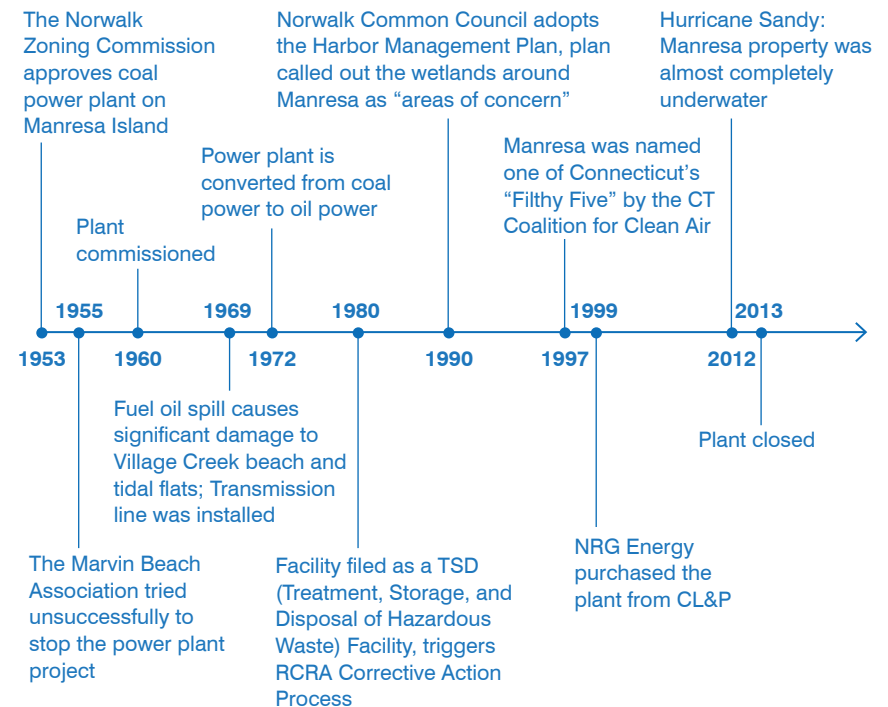 The Norwalk
Zoning Commission
approves coal
power plant on
Manresa Island
Norwalk Common Council adopts
the Harbor Management Plan, plan
called out the wetlands around
Manresa as “areas of concern”
Hurricane Sandy:
Manresa property was
almost completely
underwater
Power plant is
converted from coal
power to oil power
Manresa was named
one of Connecticut’s
“Filthy Five” by the CT
Coalition for Clean Air
Plant
commissioned
1955
1969
1980
1999
2013
1953
1960
1972
1990
1997
2012
Fuel oil spill causes
significant damage to
Village Creek beach and
tidal flats; Transmission
line was installed
Plant closed
The Marvin Beach
Association tried
unsuccessfully to
stop the power plant
project
Facility filed as a TSD
(Treatment, Storage, and
Disposal of Hazardous
Waste) Facility, triggers
RCRA Corrective Action
Process
NRG Energy
purchased the
plant from CL&P